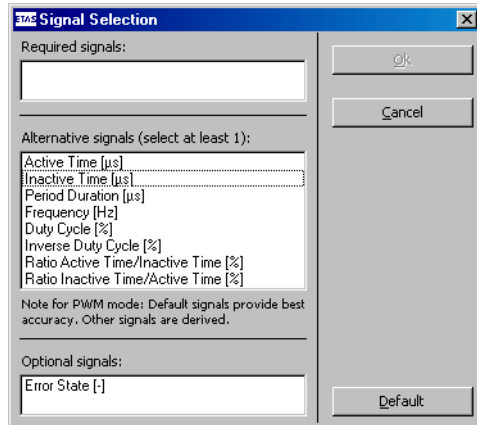 ETAS Signal Selection
Required signals:
Ok
Cancel
Alternative signals (select at least 1):
Active Time [µs]
Inactive Time [µs]
Period Duration [µs]
Frequency [Hz]
Duty Cycle [%]
Inverse Duty Cycle [%]
Ratio Active Time/Inactive Time [%]
Ratio Inactive Time/Active Time [%]
Note for PWM mode: Default signals provide best
accuracy. Other signals are derived.
Optional signals:
Error State [-]
Default